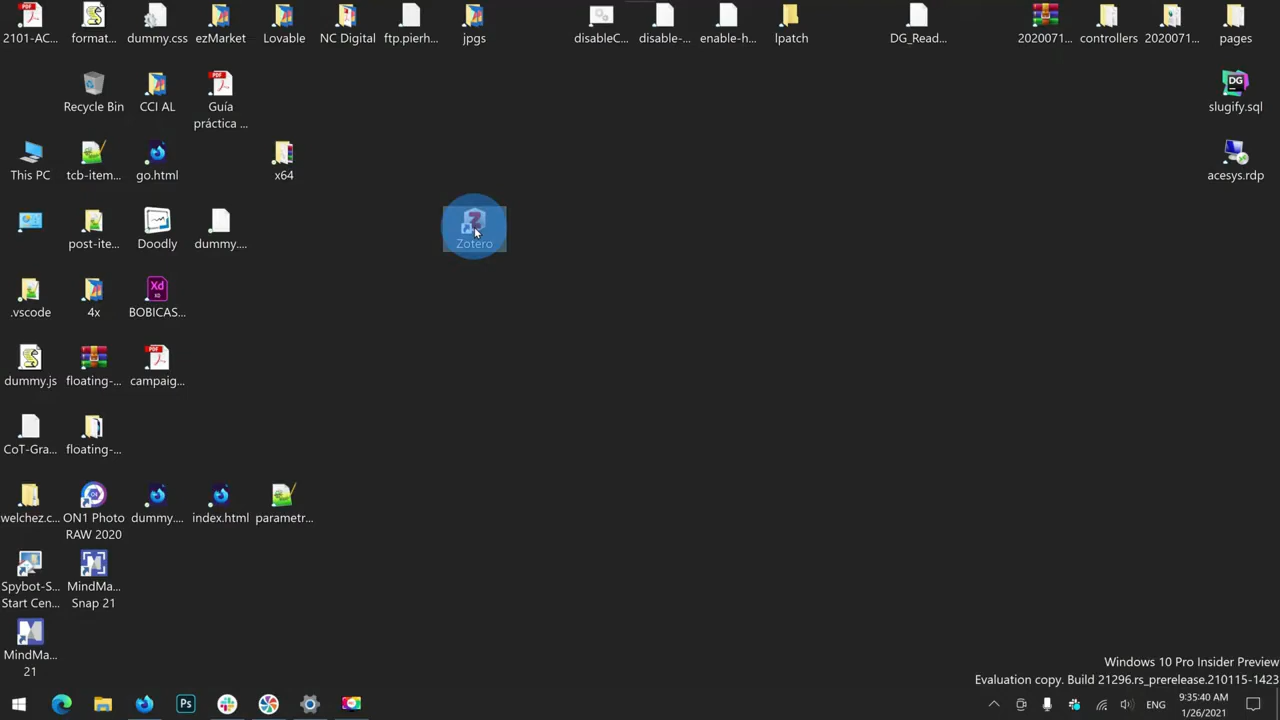 2101-AC...
format...
dummy.css
ezMarket
Lovable
NC Digital
ftp.pierh...
jpgs
disableC...
disable-...
enable-h...
lpatch
DG_Read...
2020071...
controllers
2020071...
pages
Recycle Bin
CCI AL
Guía
práctica ...
slugify.sql
This PC
tcb-item...
go.html
x64
acesys.rdp
post-ite...
Doodly
dummy....
Zotero
.vscode
4x
BOBICAS...
dummy.js
floating-...
campaig...
CoT-Gra...
floating-...
welchez.c...
ON1 Photo
RAW 2020
dummy....
index.html
parametr...
Spybot-S...
Start Cen...
MindMa...
Snap 21
MindMa...
21
Windows 10 Pro Insider Preview
Evaluation copy. Build 21296.rs_prerelease.210115-1423
ENG
9:35:40 AM
1/26/2021